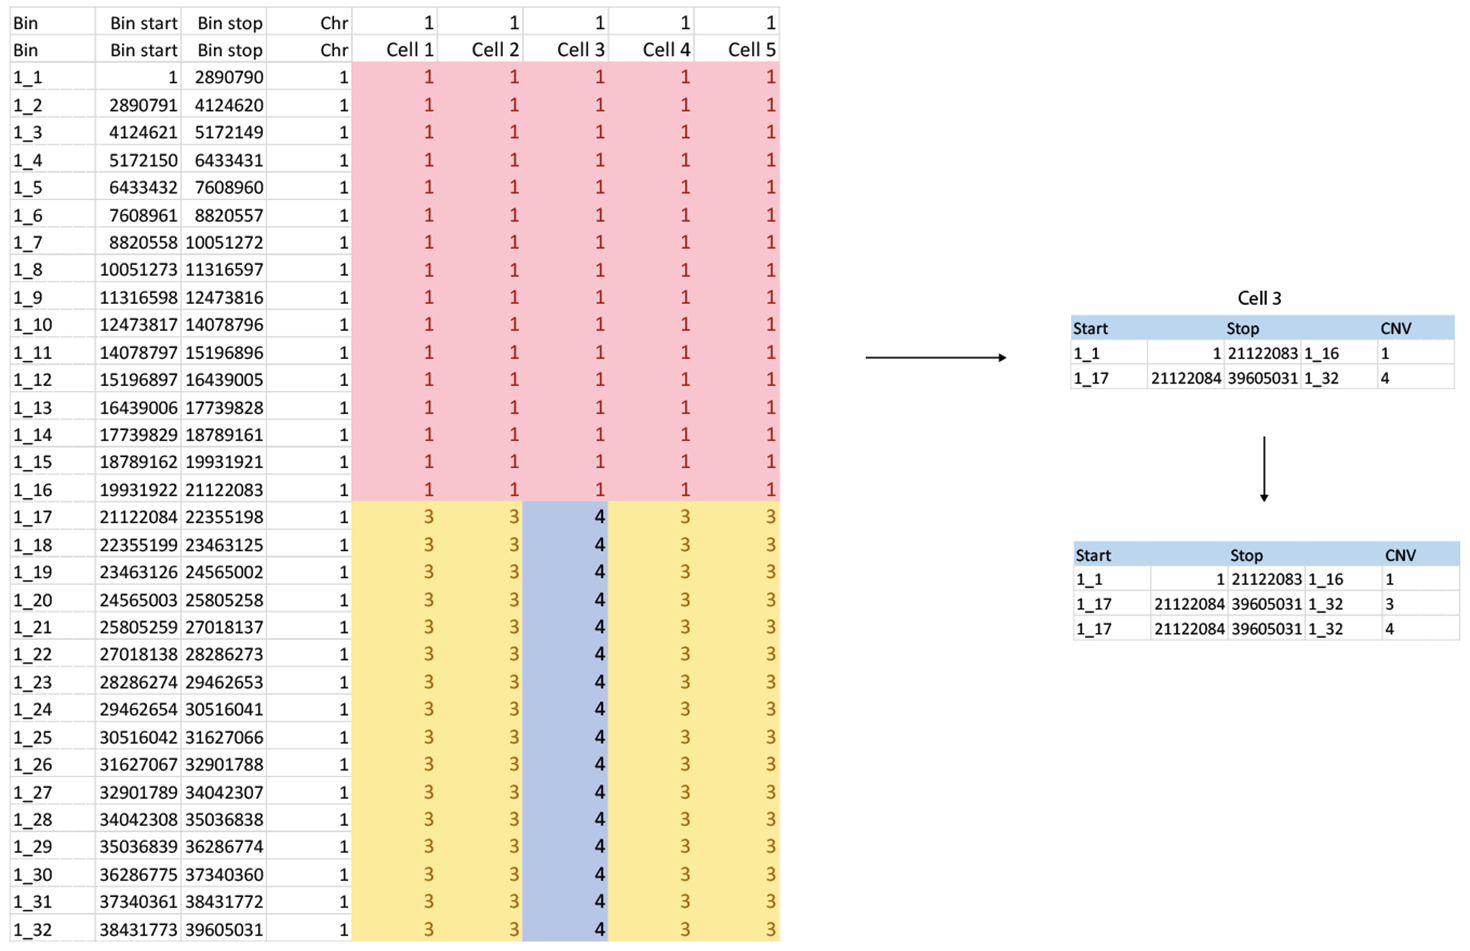 Bin Bin start Bin stop Chr 1 1 1 1 1
Bin Bin start Bin stop Chr Cell 1 Cell 2 Cell 3 Cell 4 Cell 5
1_1 1 2890790 1 1 1 1 1 1
1_2 2890791 4124620 1 1 1 1 1 1
1_3 4124621 5172149 1 1 1 1 1 1
1_4 5172150 6433431 1 1 1 1 1 1
1_5 6433432 7608960 1 1 1 1 1 1
1_6 7608961 8820557 1 1 1 1 1 1
1_7 8820558 10051272 1 1 1 1 1 1
1_8 10051273 11316597 1 1 1 1 1 1
1_9 11316598 12473816 1 1 1 1 1 1
1_10 12473817 14078796 1 1 1 1 1 1
1_11 14078797 15196896 1 1 1 1 1 1
1_12 15196897 16439005 1 1 1 1 1 1
1_13 16439006 17739828 1 1 1 1 1 1
1_14 17739829 18789161 1 1 1 1 1 1
1_15 18789162 19931921 1 1 1 1 1 1
1_16 19931922 21122083 1 1 1 1 1 1
1_17 21122084 22355198 1 3 3 4 3 3
1_18 22355199 23463125 1 3 3 4 3 3
1_19 23463126 24565002 1 3 3 4 3 3
1_20 24565003 25805258 1 3 3 4 3 3
1_21 25805259 27018137 1 3 3 4 3 3
1_22 27018138 28286273 1 3 3 4 3 3
1_23 28286274 29462653 1 3 3 4 3 3
1_24 29462654 30516041 1 3 3 4 3 3
1_25 30516042 31627066 1 3 3 4 3 3
1_26 31627067 32901788 1 3 3 4 3 3
1_27 32901789 34042307 1 3 3 4 3 3
1_28 34042308 35036838 1 3 3 4 3 3
1_29 35036839 36286774 1 3 3 4 3 3
1_30 36286775 37340360 1 3 3 4 3 3
1_31 37340361 38431772 1 3 3 4 3 3
1_32 38431773 39605031 1 3 3 4 3 3
Cell 3
Start Stop CNV
1_1 1 21122083 1_16 1
1_17 21122084 39605031 1_32 4
Start Stop CNV
1_1 1 21122083 1_16 1
1_17 21122084 39605031 1_32 3
1_17 21122084 39605031 1_32 4